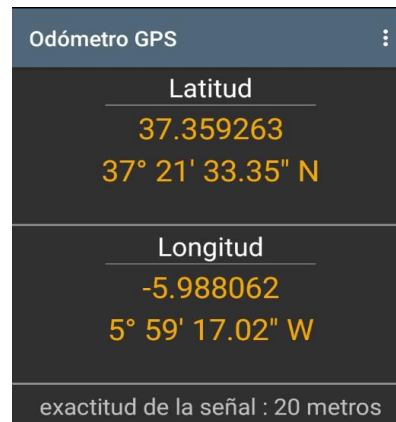 Odómetro GPS
Latitud
37.359263
37° 21' 33.35" N
Longitud
-5.988062
5° 59' 17.02" W
exactitud de la señal : 20 metros